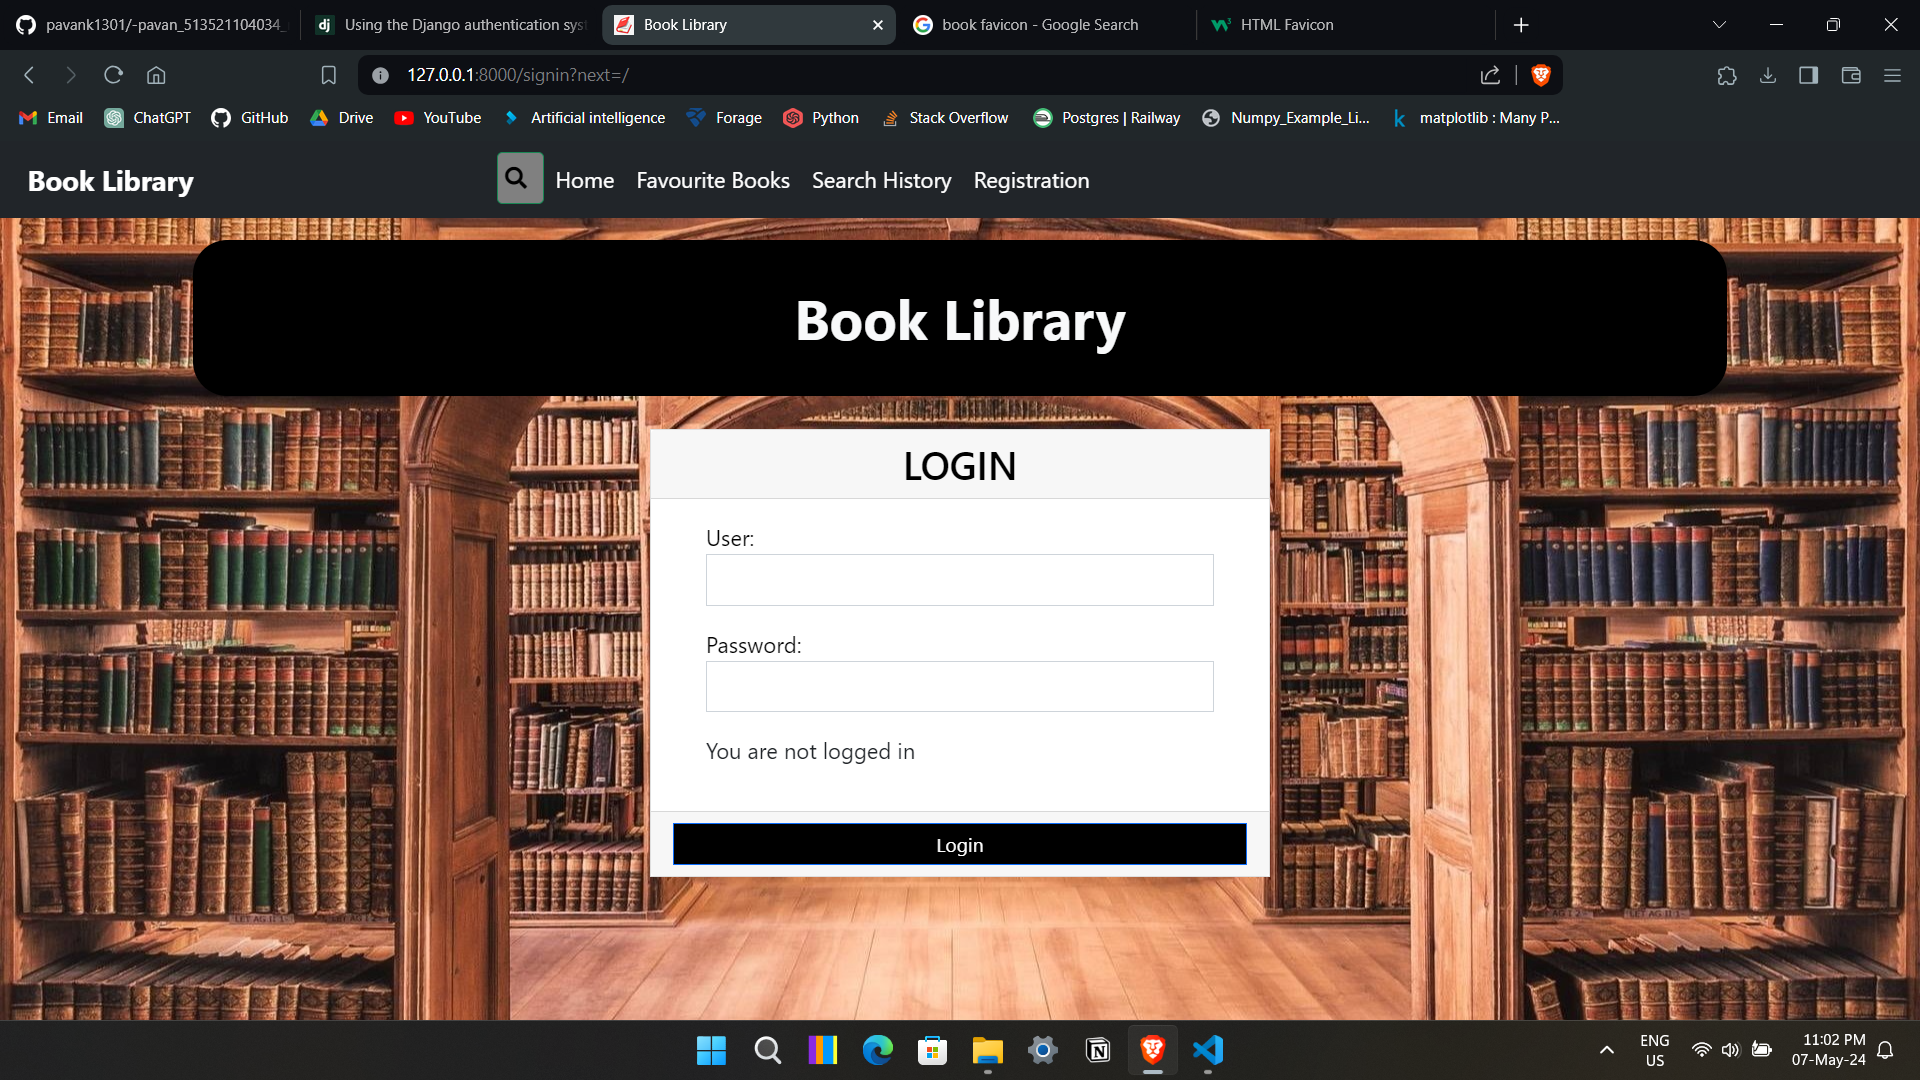 pavank1301/-pavan_513521104034_
dj Using the Django authentication sys
Book Library
book favicon - Google Search
HTML Favicon
127.0.0.1:8000/signin?next=/
Email ChatGPT GitHub Drive YouTube Artificial intelligence Forage Python Stack Overflow Postgres | Railway Numpy_Example_Li... matplotlib : Many P...
Book Library
Home Favourite Books Search History Registration
Book Library
LOGIN
User:
Password:
You are not logged in
Login
ENG
US
11:02 PM
07-May-24